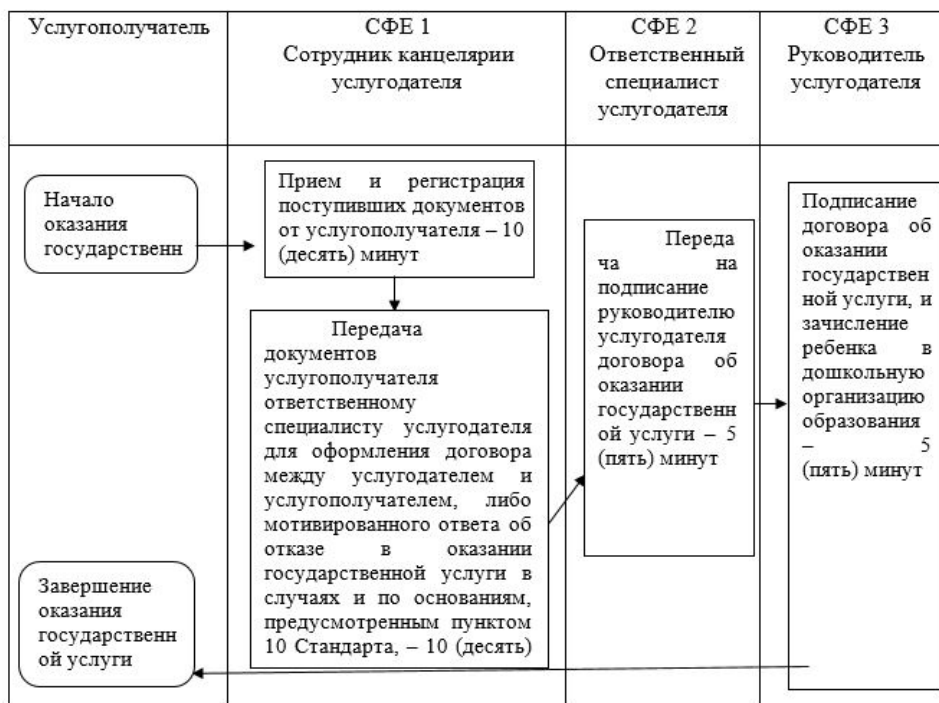 Услугополучатель
СФЕ 1
Сотрудник канцелярии
услугодателя
СФЕ 2
Ответственный
специалист
услугодателя
СФЕ 3
Руководитель
услугодателя
Начало
оказания
государственн
Прием и регистрация
поступивших документов
от услугополучателя – 10
(десять) минут
Передача
документов
услугополучателя
ответственному
специалисту услугодателя
для оформления договора
между услугодателем и
услугополучателем, либо
мотивированного ответа об
отказе в оказании
государственной услуги в
случаях и по основаниям,
предусмотренным пунктом
10 Стандарта, – 10 (десять)
Переда
ча на
подписание
руководителю
услугодателя
договора об
оказании
государственн
ой услуги – 5
(пять) минут
Подписание
договора об
оказании
государствен
ной услуги, и
зачисление
ребенка в
дошкольную
организацию
образования
– 5
(пять) минут
Завершение
оказания
государственн
ой услуги